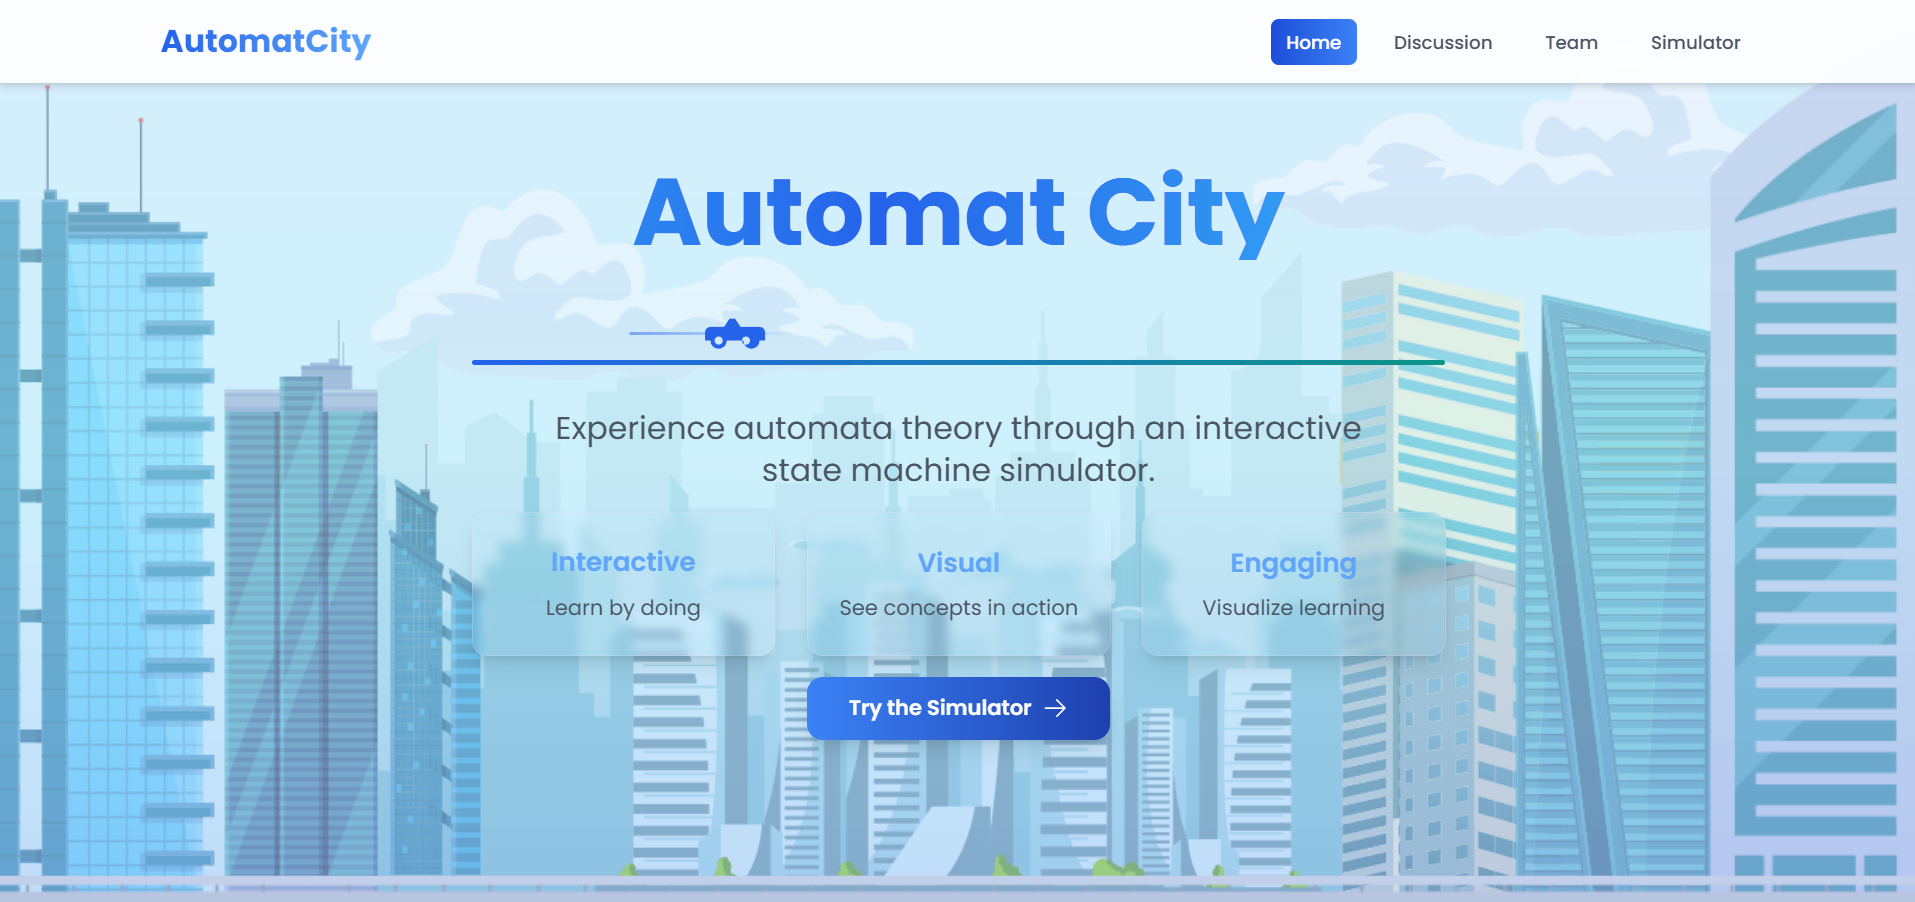 AutomatCity
Home
Discussion
Team
Simulator
Automat City
Experience automata theory through an interactive
state machine simulator.
Interactive
Learn by doing
Visual
See concepts in action
Engaging
Visualize learning
Try the Simulator →